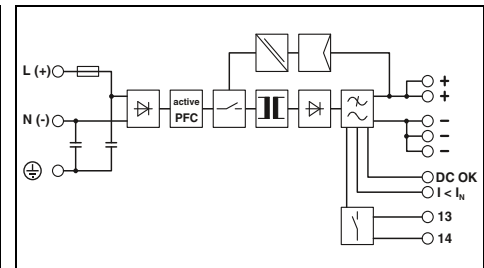 L (+)
+
+
active
PFC
N (-)
–
–
–
DC OK
I < IN
13
14